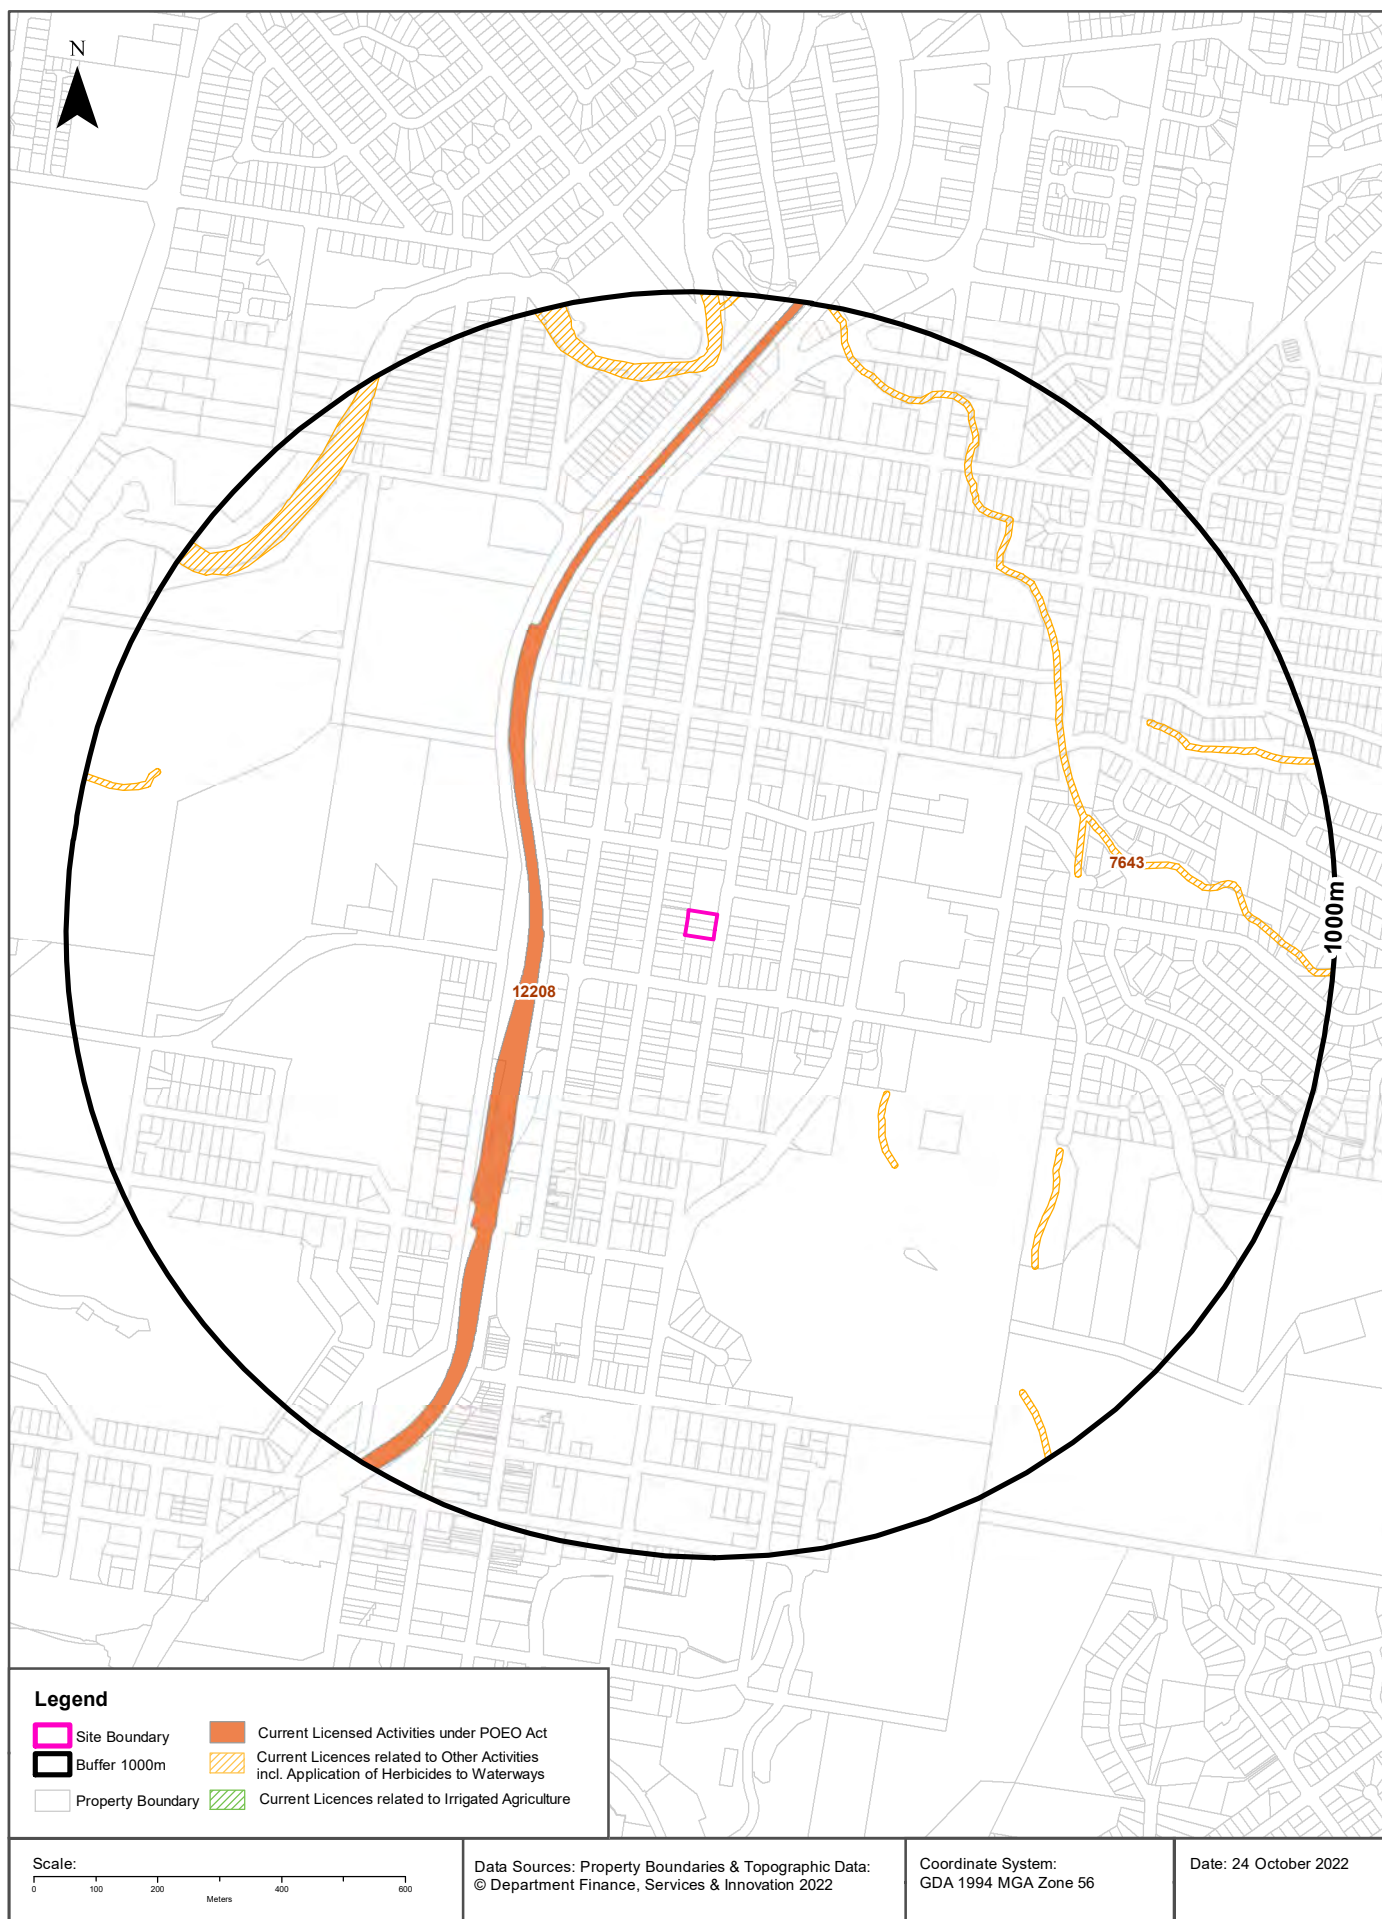 N
7643
1000m
12208
Legend
Site Boundary
Buffer 1000m
Property Boundary
Current Licensed Activities under POEO Act
Current Licences related to Other Activities
incl. Application of Herbicides to Waterways
Current Licences related to Irrigated Agriculture
Scale:
0 100 200 400 600
Meters
Data Sources: Property Boundaries & Topographic Data:
© Department Finance, Services & Innovation 2022
Coordinate System:
GDA 1994 MGA Zone 56
Date: 24 October 2022